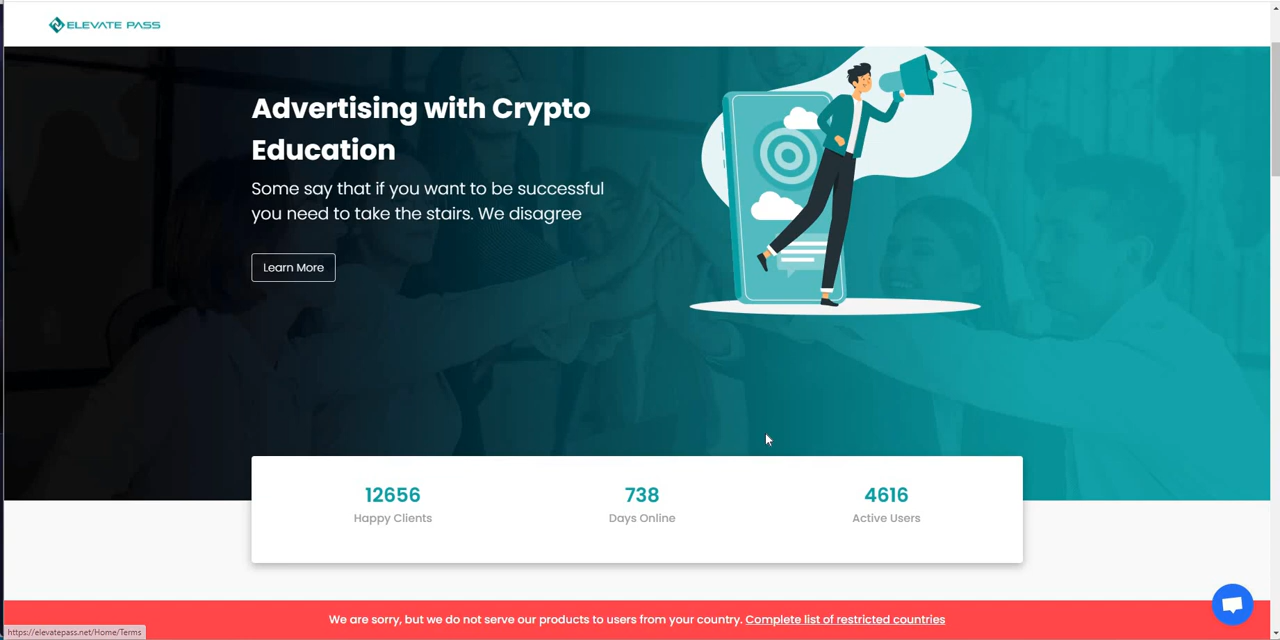 ELEVATE PASS
Advertising with Crypto
Education
Some say that if you want to be successful
you need to take the stairs. We disagree
Learn More
12656
Happy Clients
738
Days Online
4616
Active Users
We are sorry, but we do not serve our products to users from your country. Complete list of restricted countries
https://elevatepass.net/Home/Terms